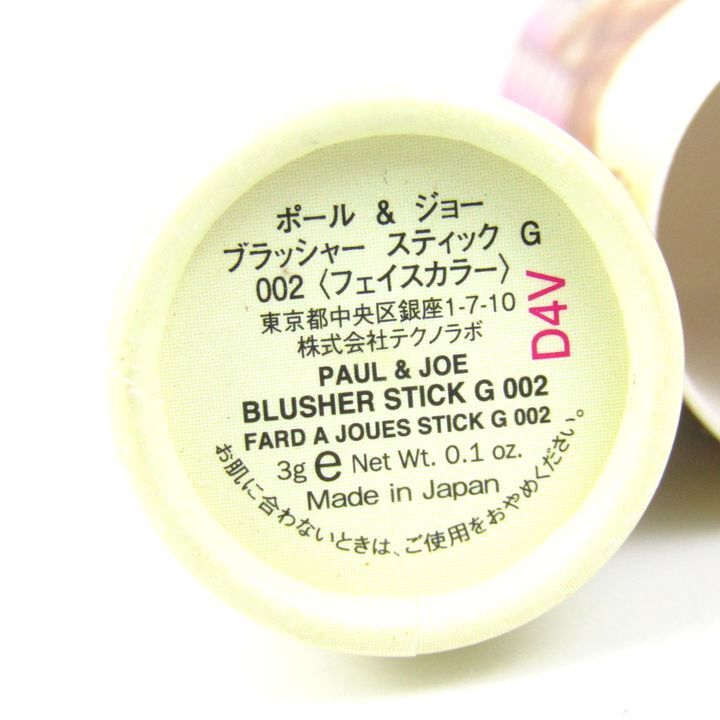 ポール & ジョー
ブラッシャー スティック G
002〈フェイスカラー〉
東京都中央区銀座1-7-10
株式会社テクノラボ
D4V
PAUL & JOE
BLUSHER STICK G 002
FARD A JOUES STICK G 002
3g e Net Wt. 0.1 oz.
Made in Japan
お肌に合わないときは、ご使用をおやめください。